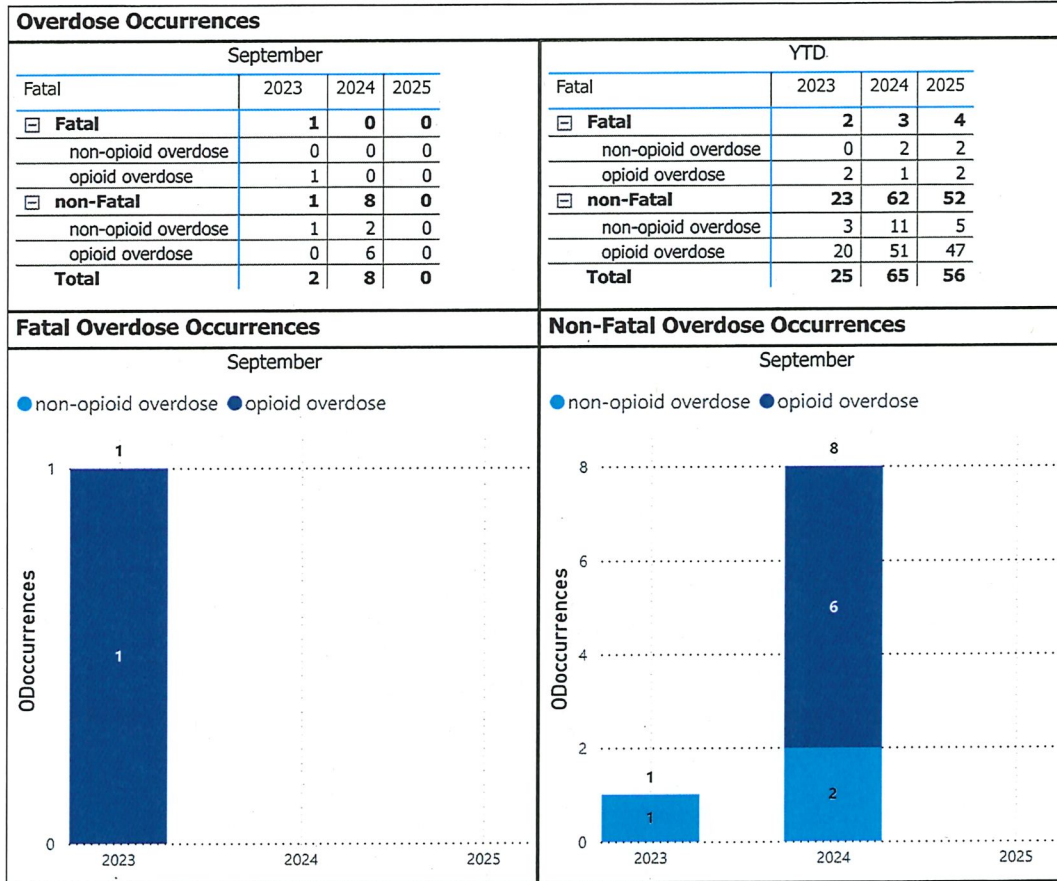 Overdose Occurrences
September
Fatal 2023 2024 2025
Fatal 1 0 0
non-opioid overdose 0 0 0
opioid overdose 1 0 0
non-Fatal 1 8 0
non-opioid overdose 1 2 0
opioid overdose 0 6 0
Total 2 8 0
YTD
Fatal 2023 2024 2025
Fatal 2 3 4
non-opioid overdose 0 2 2
opioid overdose 2 1 2
non-Fatal 23 62 52
non-opioid overdose 3 11 5
opioid overdose 20 51 47
Total 25 65 56
Fatal Overdose Occurrences
September
non-opioid overdose opioid overdose
1
1
ODoccurrences
1
0
2023 2024 2025
Non-Fatal Overdose Occurrences
September
non-opioid overdose opioid overdose
8
8
6
6
ODoccurrences
4
2
1
2
1
0
2023 2024 2025